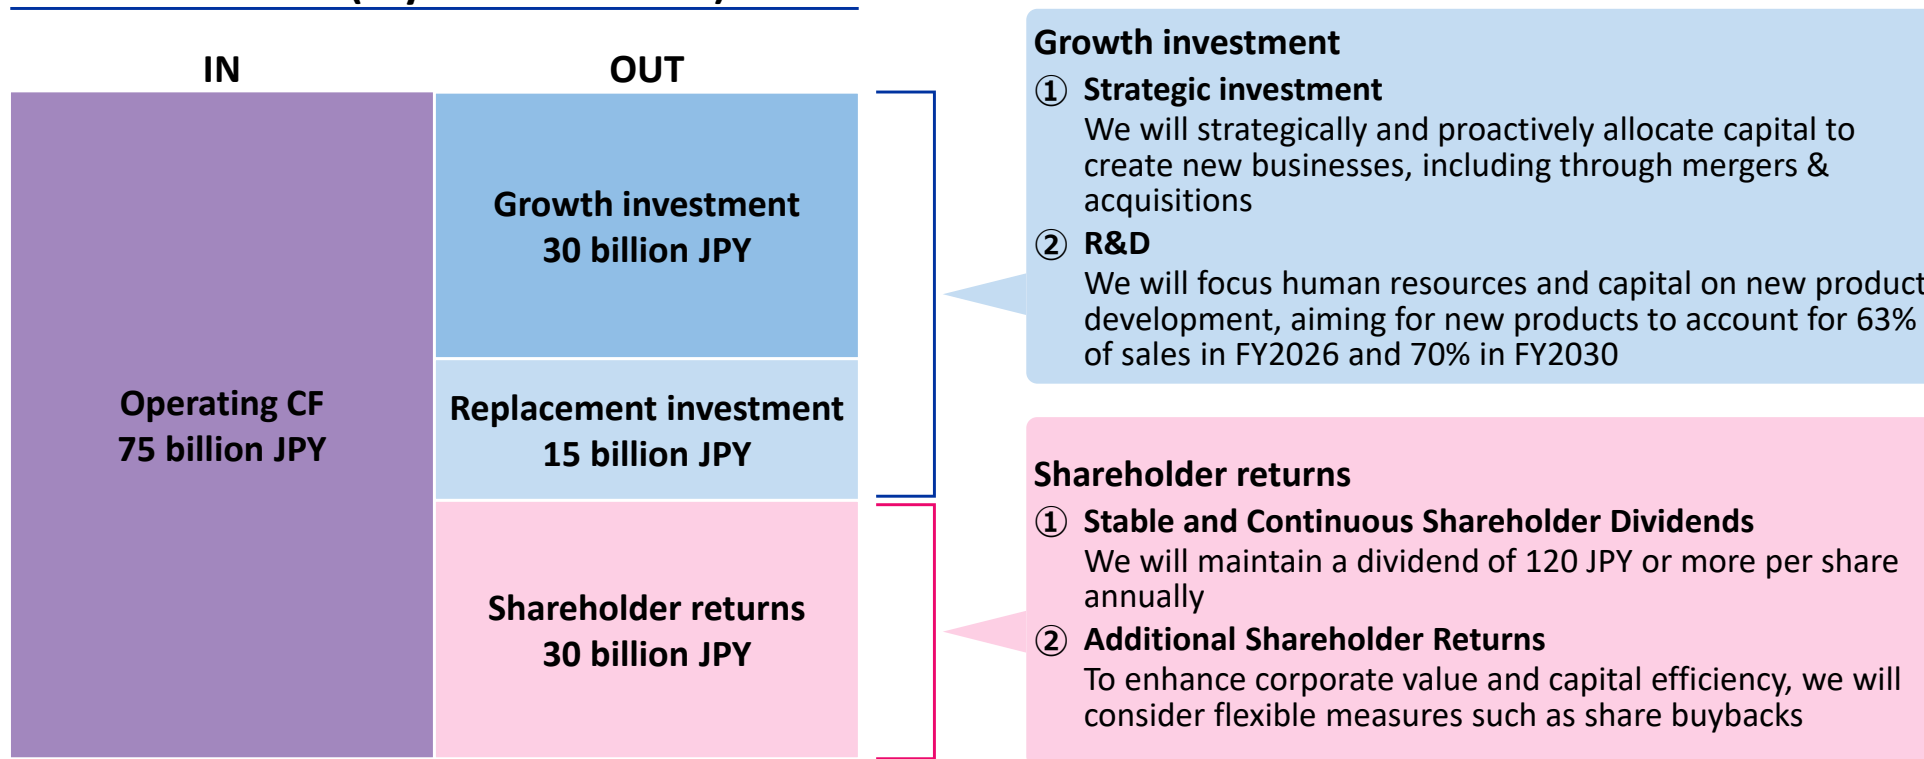 IN
OUT
Operating CF
75 billion JPY
Growth investment
30 billion JPY
Replacement investment
15 billion JPY
Shareholder returns
30 billion JPY
Growth investment
① Strategic investment
We will strategically and proactively allocate capital to
create new businesses, including through mergers &
acquisitions
② R&D
We will focus human resources and capital on new product
development, aiming for new products to account for 63%
of sales in FY2026 and 70% in FY2030
Shareholder returns
① Stable and Continuous Shareholder Dividends
We will maintain a dividend of 120 JPY or more per share
annually
② Additional Shareholder Returns
To enhance corporate value and capital efficiency, we will
consider flexible measures such as share buybacks